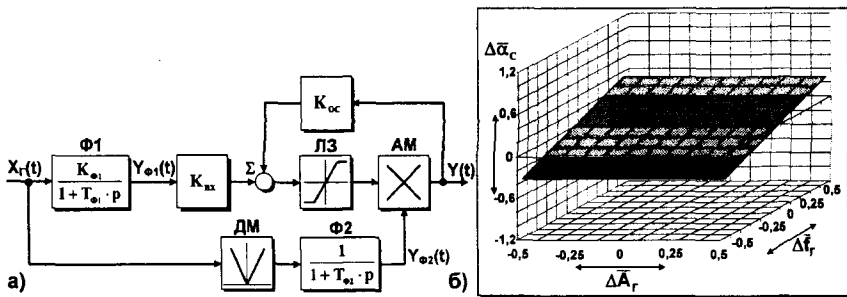 K_ос
Ф1
X_Г(t)
K_Ф1
1 + T_Ф1 · p
Y_Ф1(t)
K_вх
Σ
ЛЗ
АМ
Y(t)
ДМ
Ф2
1
1 + T_Ф2 · p
Y_Ф2(t)
а)
Δᾱ_C
1,2
0,6
0
-0,6
-1,2
-0,5
-0,25
0
0,25
0,5
ΔĀ_Г
-0,5
-0,25
0
0,25
0,5
Δf̃_Г
б)